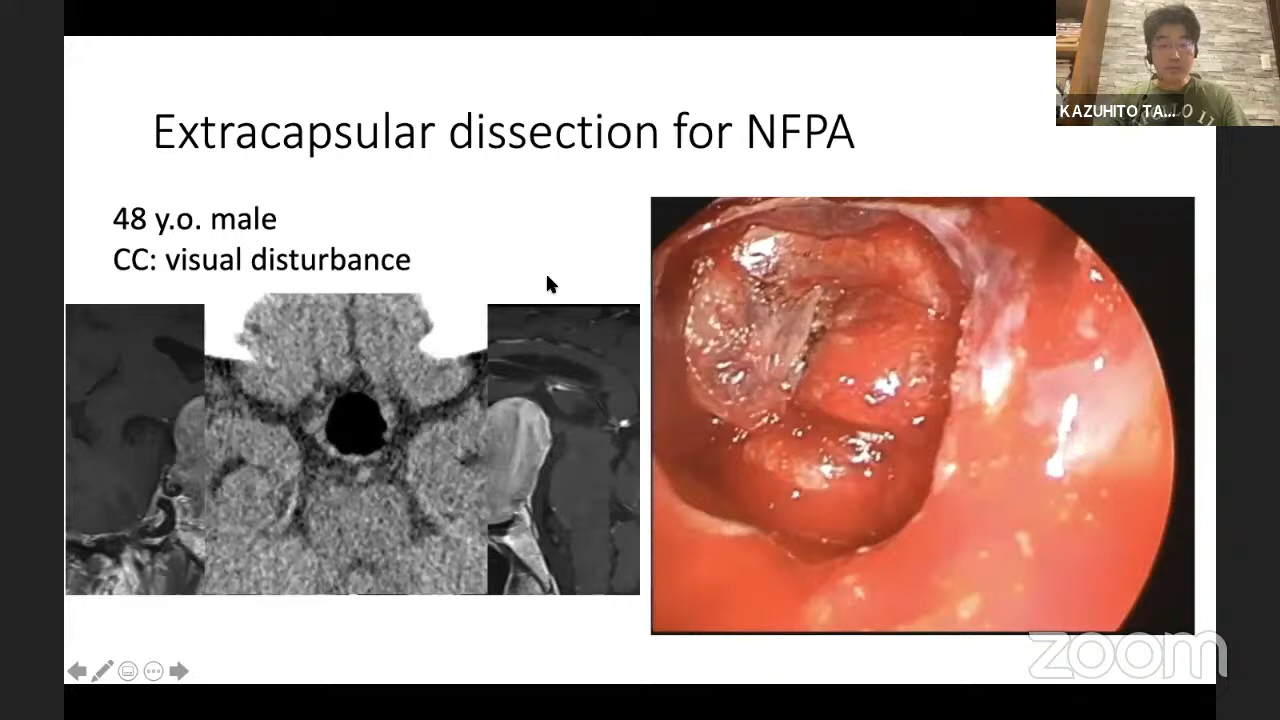 KAZUHITO TA...
Extracapsular dissection for NFPA
48 y.o. male
CC: visual disturbance
zoom